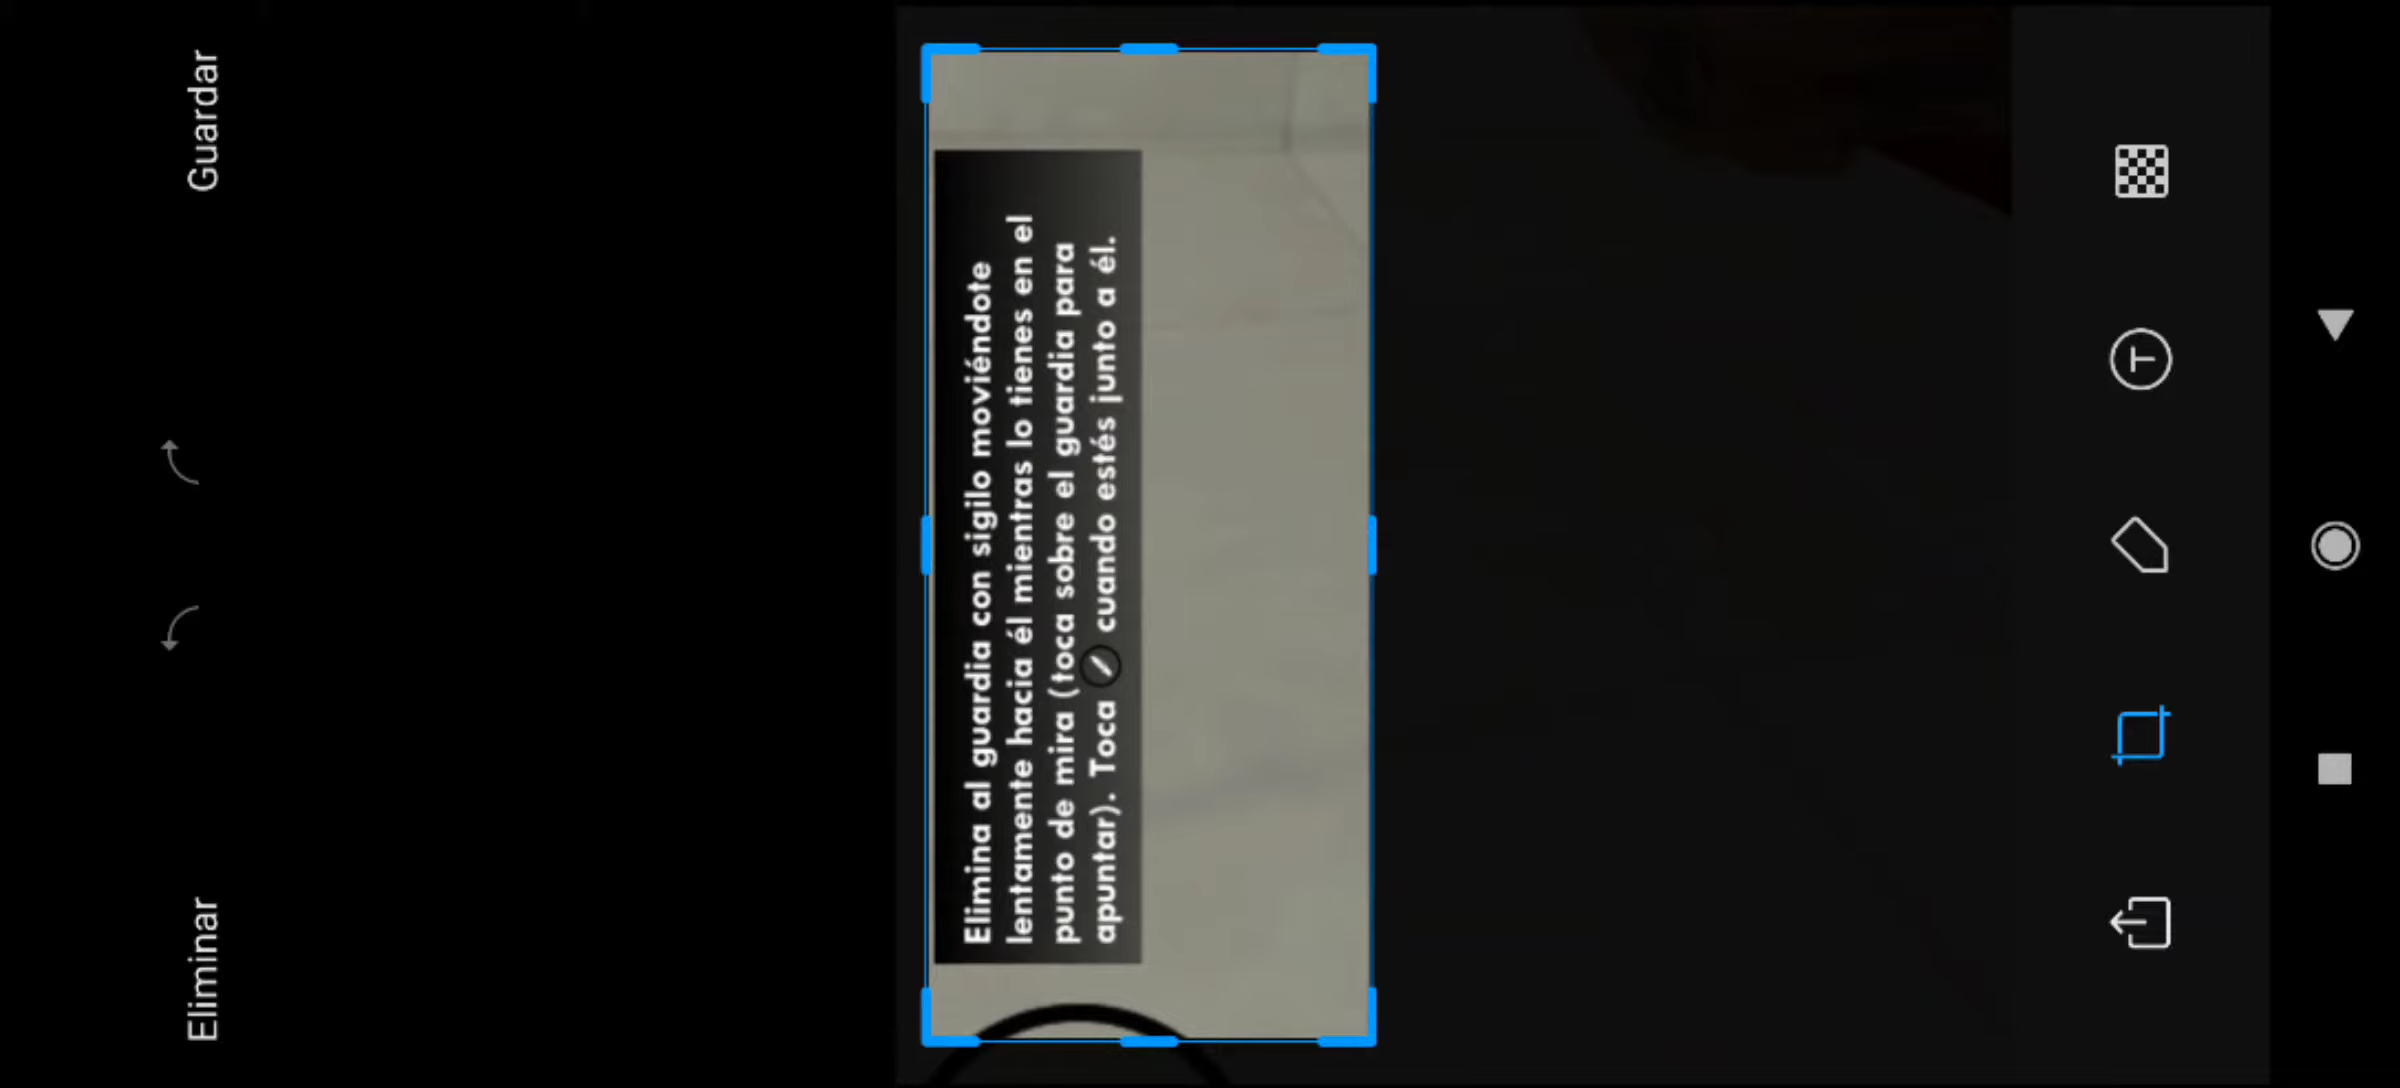 Eliminar
Guardar
Elimina al guardia con sigilo moviéndote
lentamente hacia él mientras lo tienes en el
punto de mira (toca sobre el guardia para
apuntar). Toca cuando estés junto a él.
T